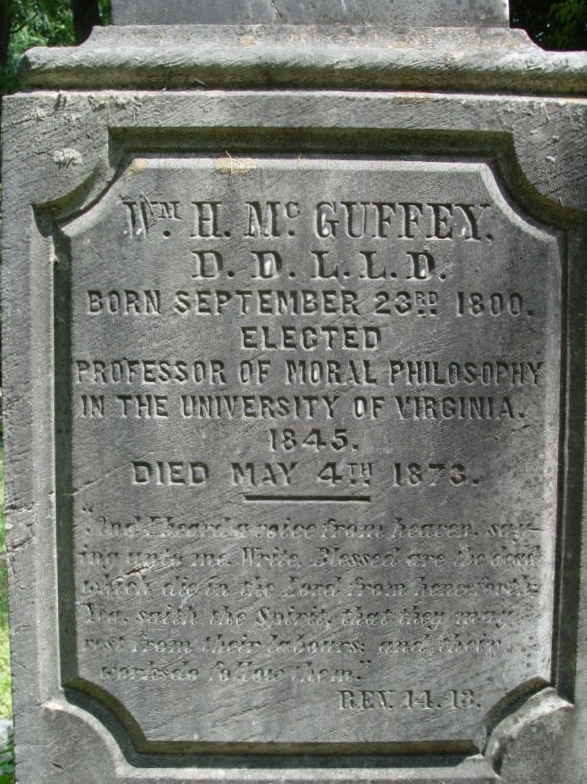 Wᴹ. H. Mᶜ GUFFEY.
D. D. L. L. D.
BORN SEPTEMBER 23ᴿᴰ 1800.
ELECTED
PROFESSOR OF MORAL PHILOSOPHY
IN THE UNIVERSITY OF VIRGINIA.
1845.
DIED MAY 4ᵀᴴ 1873.
"And I heard a voice from heaven, say-
ing unto me, Write, Blessed are the dead
which die in the Lord from henceforth:
Yea, saith the Spirit, that they may
rest from their labours; and their
works do follow them."
REV. 14. 13.